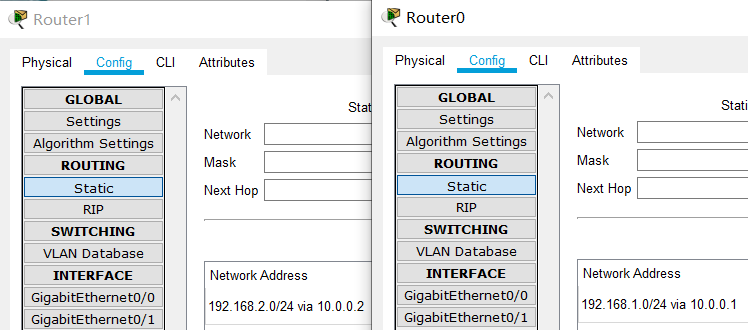 Router1
Physical Config CLI Attributes
GLOBAL
Settings
Algorithm Settings
ROUTING
Static
RIP
SWITCHING
VLAN Database
INTERFACE
GigabitEthernet0/0
GigabitEthernet0/1
Stat
Network
Mask
Next Hop
Network Address
192.168.2.0/24 via 10.0.0.2
Router0
Physical Config CLI Attributes
GLOBAL
Settings
Algorithm Settings
ROUTING
Static
RIP
SWITCHING
VLAN Database
INTERFACE
GigabitEthernet0/0
GigabitEthernet0/1
Stati
Network
Mask
Next Hop
Network Address
192.168.1.0/24 via 10.0.0.1